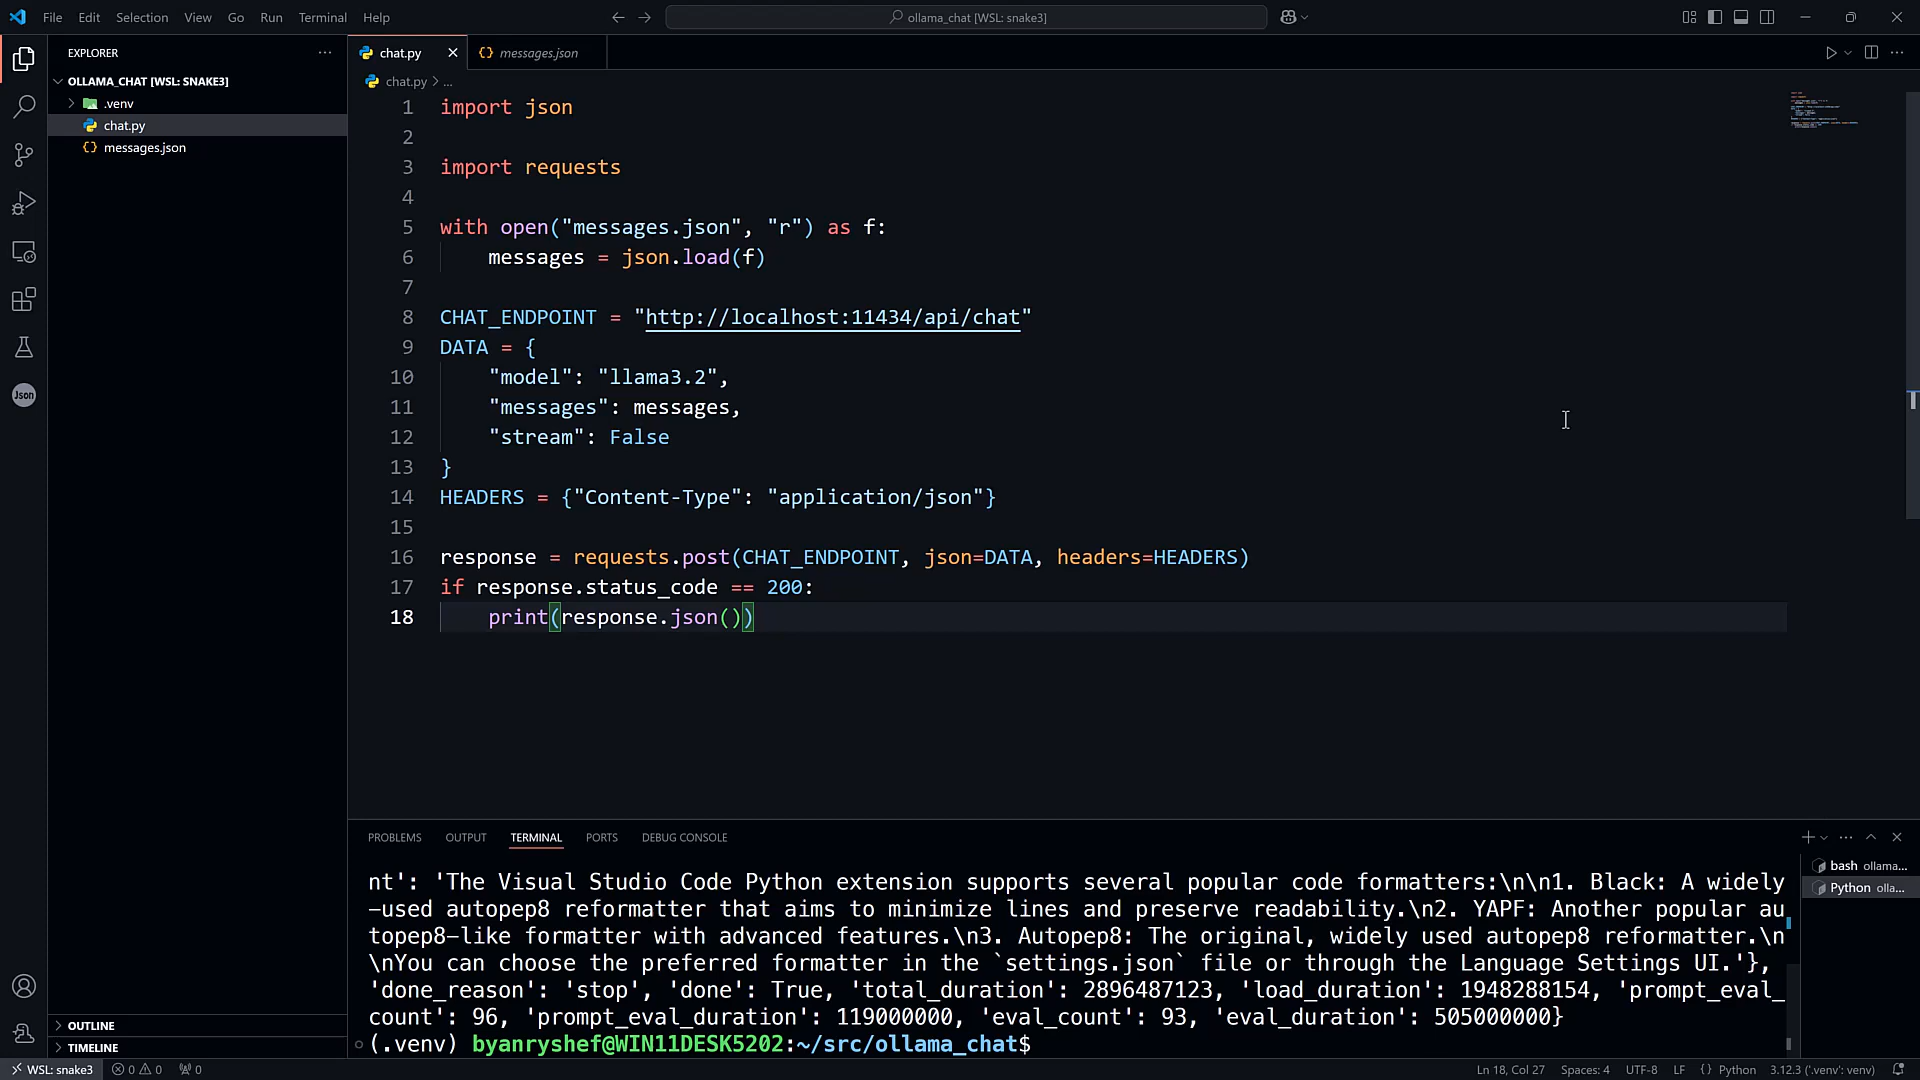 File Edit Selection View Go Run Terminal Help
ollama_chat [WSL: snake3]
EXPLORER
OLLAMA_CHAT [WSL: SNAKE3]
.venv
chat.py
messages.json
Json
OUTLINE
TIMELINE
chat.py
messages.json
chat.py > ...
1 import json
2
3 import requests
4
5 with open("messages.json", "r") as f:
6 messages = json.load(f)
7
8 CHAT_ENDPOINT = "http://localhost:11434/api/chat"
9 DATA = {
10 "model": "llama3.2",
11 "messages": messages,
12 "stream": False
13 }
14 HEADERS = {"Content-Type": "application/json"}
15
16 response = requests.post(CHAT_ENDPOINT, json=DATA, headers=HEADERS)
17 if response.status_code == 200:
18 print(response.json())
PROBLEMS OUTPUT TERMINAL PORTS DEBUG CONSOLE
nt': 'The Visual Studio Code Python extension supports several popular code formatters:\n\n1. Black: A widely
-used autopep8 reformatter that aims to minimize lines and preserve readability.\n2. YAPF: Another popular au
topep8-like formatter with advanced features.\n3. Autopep8: The original, widely used autopep8 reformatter.\n
\nYou can choose the preferred formatter in the `settings.json` file or through the Language Settings UI.'},
'done_reason': 'stop', 'done': True, 'total_duration': 2896487123, 'load_duration': 1948288154, 'prompt_eval_
count': 96, 'prompt_eval_duration': 119000000, 'eval_count': 93, 'eval_duration': 505000000}
(.venv) byanryshef@WIN11DESK5202:~/src/ollama_chat$
bash ollama...
Python olla...
WSL: snake3 0 0 0
Ln 18, Col 27 Spaces: 4 UTF-8 LF {} Python 3.12.3 ('.venv': venv)